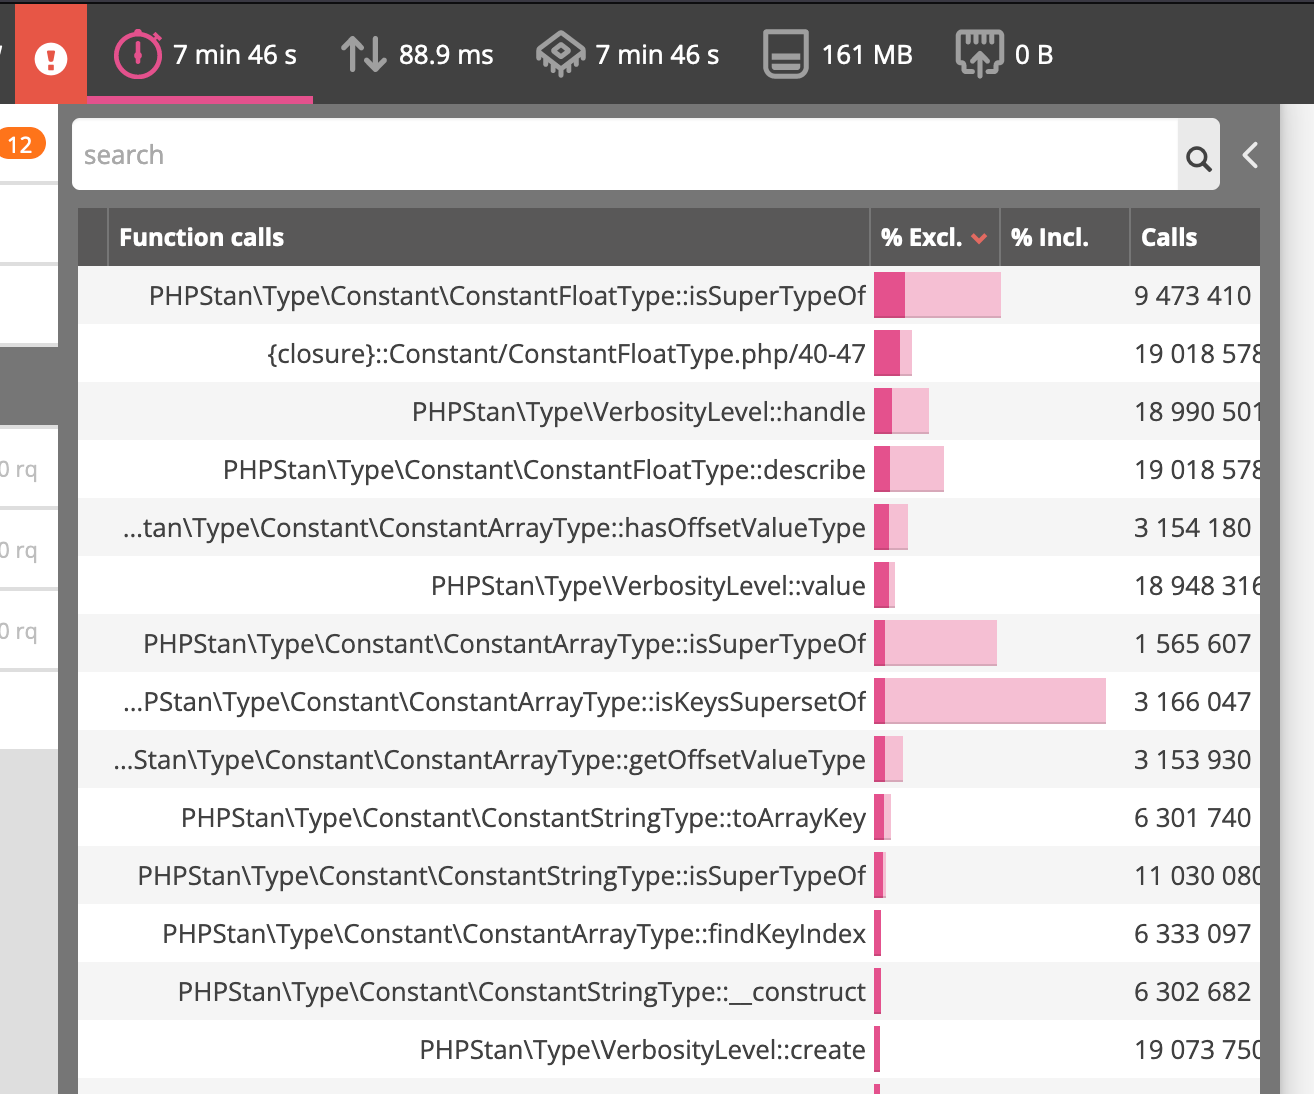 7 min 46 s 88.9 ms 7 min 46 s 161 MB 0 B
12
search
Function calls % Excl. % Incl. Calls
PHPStan\Type\Constant\ConstantFloatType::isSuperTypeOf 9 473 410
{closure}::Constant/ConstantFloatType.php/40-47 19 018 578
PHPStan\Type\VerbosityLevel::handle 18 990 501
0 rq
PHPStan\Type\Constant\ConstantFloatType::describe 19 018 578
...tan\Type\Constant\ConstantArrayType::hasOffsetValueType 3 154 180
0 rq
PHPStan\Type\VerbosityLevel::value 18 948 316
0 rq
PHPStan\Type\Constant\ConstantArrayType::isSuperTypeOf 1 565 607
...PStan\Type\Constant\ConstantArrayType::isKeysSupersetOf 3 166 047
...Stan\Type\Constant\ConstantArrayType::getOffsetValueType 3 153 930
PHPStan\Type\Constant\ConstantStringType::toArrayKey 6 301 740
PHPStan\Type\Constant\ConstantStringType::isSuperTypeOf 11 030 080
PHPStan\Type\Constant\ConstantArrayType::findKeyIndex 6 333 097
PHPStan\Type\Constant\ConstantStringType::__construct 6 302 682
PHPStan\Type\VerbosityLevel::create 19 073 750